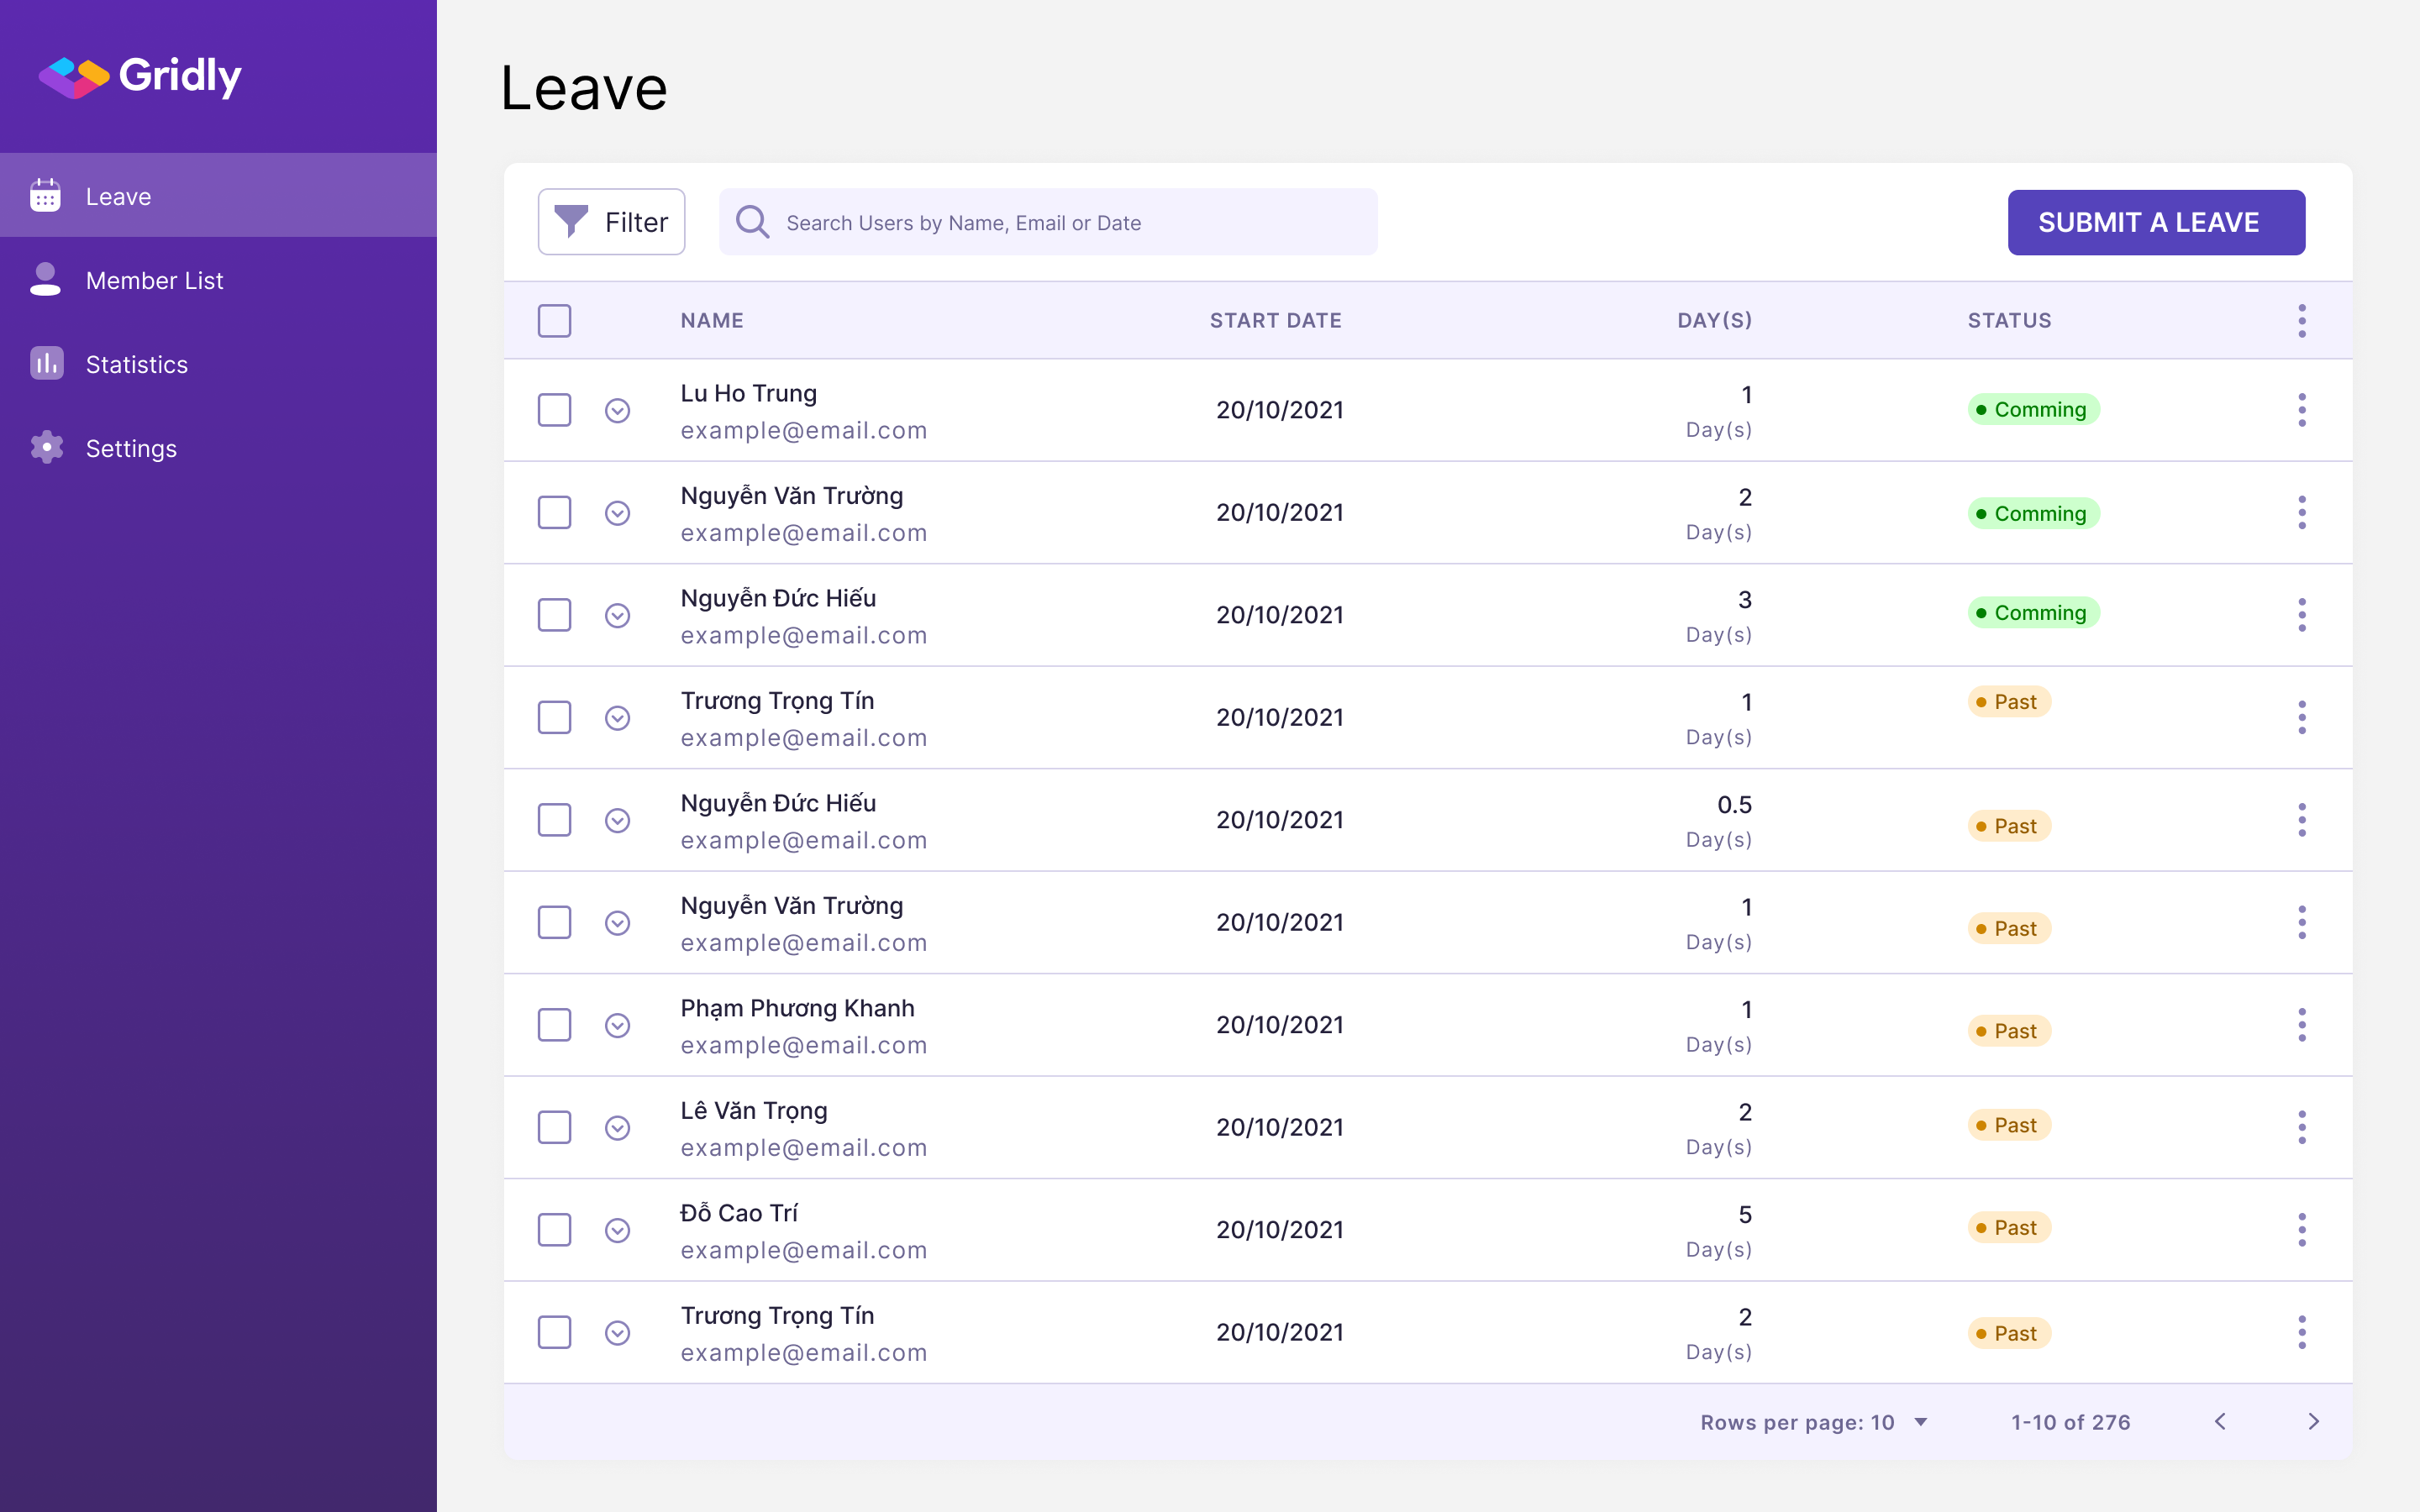 Gridly
Leave
Member List
Statistics
Settings
Leave
Filter
Search Users by Name, Email or Date
SUBMIT A LEAVE
NAME START DATE DAY(S) STATUS
Lu Ho Trung
example@email.com
20/10/2021
1
Day(s)
Comming
Nguyễn Văn Trường
example@email.com
20/10/2021
2
Day(s)
Comming
Nguyễn Đức Hiếu
example@email.com
20/10/2021
3
Day(s)
Comming
Trương Trọng Tín
example@email.com
20/10/2021
1
Day(s)
Past
Nguyễn Đức Hiếu
example@email.com
20/10/2021
0.5
Day(s)
Past
Nguyễn Văn Trường
example@email.com
20/10/2021
1
Day(s)
Past
Phạm Phương Khanh
example@email.com
20/10/2021
1
Day(s)
Past
Lê Văn Trọng
example@email.com
20/10/2021
2
Day(s)
Past
Đỗ Cao Trí
example@email.com
20/10/2021
5
Day(s)
Past
Trương Trọng Tín
example@email.com
20/10/2021
2
Day(s)
Past
Rows per page: 10
1-10 of 276